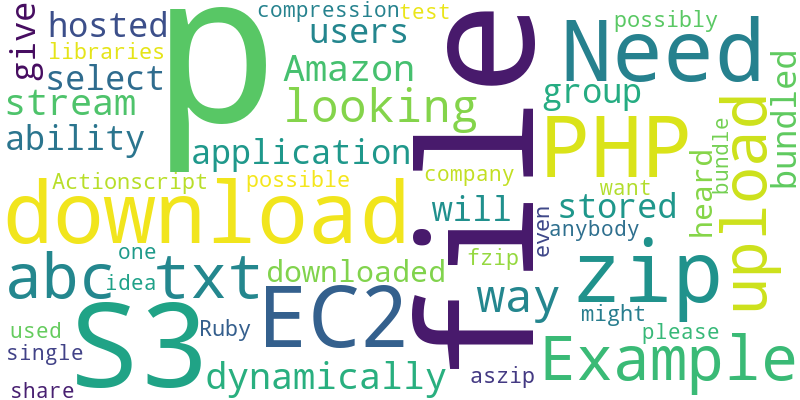 give
hosted
libraries
select
stream
ability
p
compression
test
users
Amazon
looking
application
file
Need
possibly
group
PHP
bundled
upload
bundle
heard
company
want
Actionscript
possible
download
will
stored
even
anybody
abc
one
idea
txt
downloaded
fzip
zip
way
might
S3
Ruby
EC2
used
single
share
dynamically
aszip
please
Example